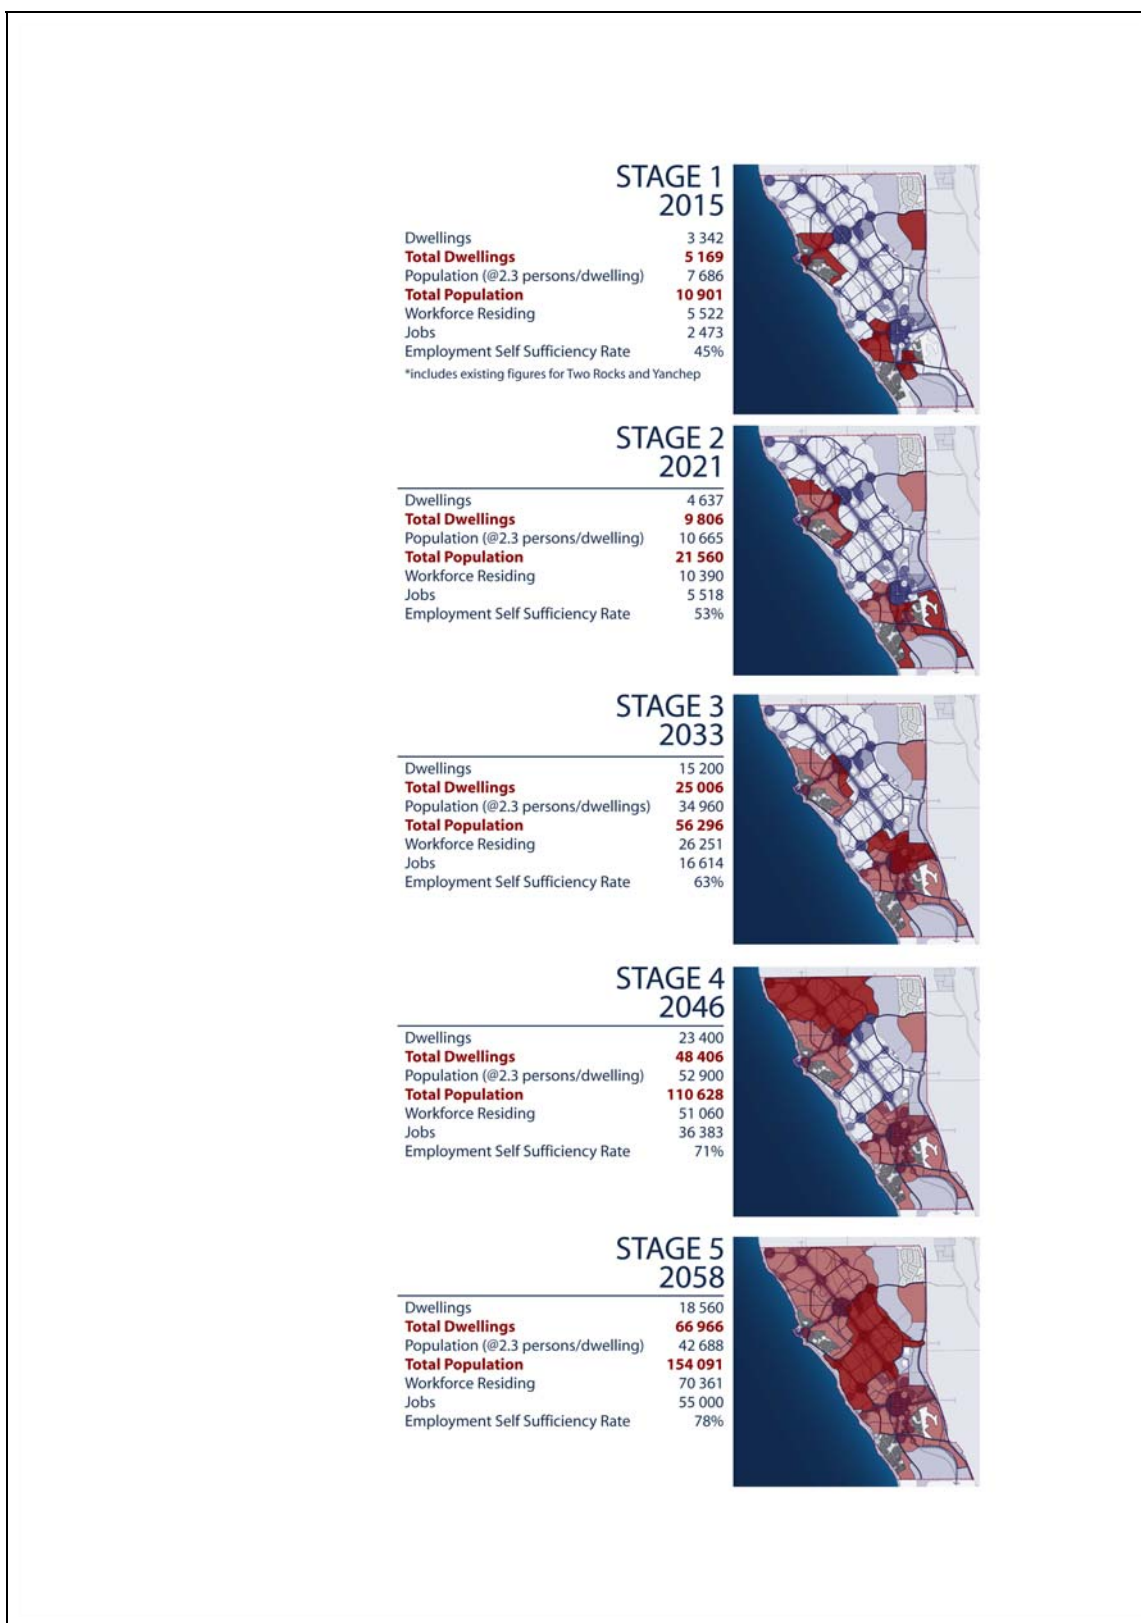 STAGE 1
2015
Dwellings 3 342
Total Dwellings 5 169
Population (@2.3 persons/dwelling) 7 686
Total Population 10 901
Workforce Residing 5 522
Jobs 2 473
Employment Self Sufficiency Rate 45%
*includes existing figures for Two Rocks and Yanchep
STAGE 2
2021
Dwellings 4 637
Total Dwellings 9 806
Population (@2.3 persons/dwelling) 10 665
Total Population 21 560
Workforce Residing 10 390
Jobs 5 518
Employment Self Sufficiency Rate 53%
STAGE 3
2033
Dwellings 15 200
Total Dwellings 25 006
Population (@2.3 persons/dwellings) 34 960
Total Population 56 296
Workforce Residing 26 251
Jobs 16 614
Employment Self Sufficiency Rate 63%
STAGE 4
2046
Dwellings 23 400
Total Dwellings 48 406
Population (@2.3 persons/dwelling) 52 900
Total Population 110 628
Workforce Residing 51 060
Jobs 36 383
Employment Self Sufficiency Rate 71%
STAGE 5
2058
Dwellings 18 560
Total Dwellings 66 966
Population (@2.3 persons/dwelling) 42 688
Total Population 154 091
Workforce Residing 70 361
Jobs 55 000
Employment Self Sufficiency Rate 78%